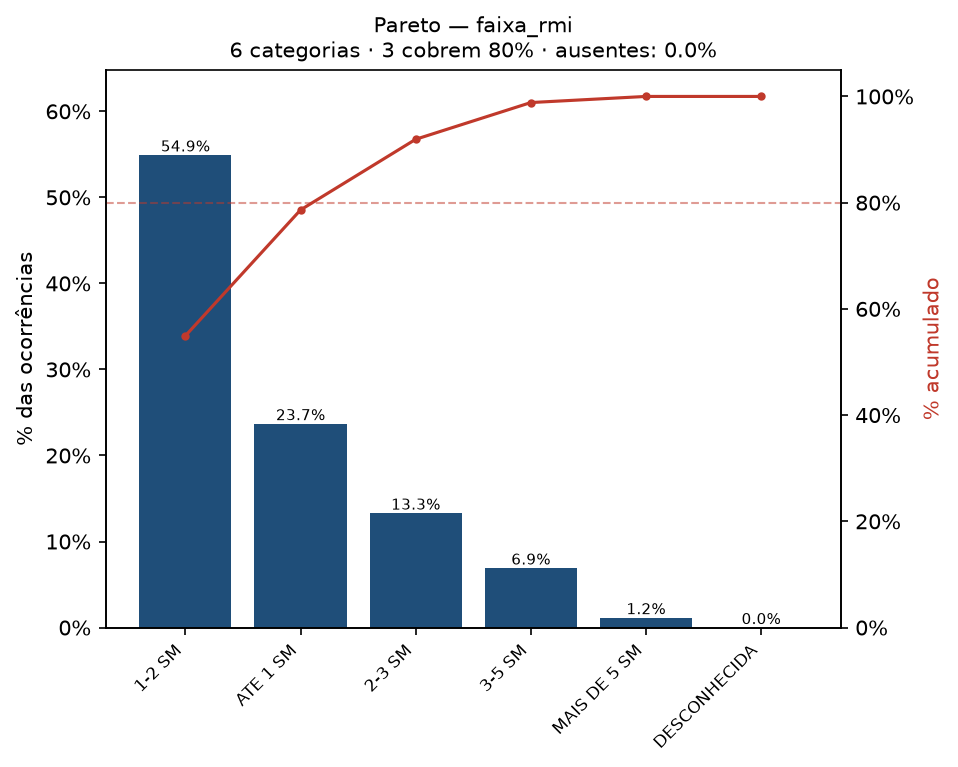 Pareto — faixa_rmi
6 categorias · 3 cobrem 80% · ausentes: 0.0%
% das ocorrências
60%
50%
40%
30%
20%
10%
0%
54.9%
23.7%
13.3%
6.9%
1.2%
0.0%
100%
80%
60%
40%
20%
0%
% acumulado
1-2 SM
ATE 1 SM
2-3 SM
3-5 SM
MAIS DE 5 SM
DESCONHECIDA